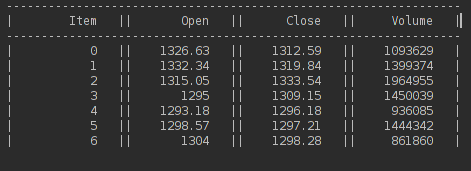 ------------------------------------------------------------------
|        Item   ||        Open   ||       Close   ||      Volume   |
------------------------------------------------------------------
|           0   ||     1326.63   ||     1312.59   ||     1093629   |
|           1   ||     1332.34   ||     1319.84   ||     1399374   |
|           2   ||     1315.05   ||     1333.54   ||     1964955   |
|           3   ||        1295   ||     1309.15   ||     1450039   |
|           4   ||     1293.18   ||     1296.18   ||      936085   |
|           5   ||     1298.57   ||     1297.21   ||     1444342   |
|           6   ||        1304   ||     1298.28   ||      861860   |